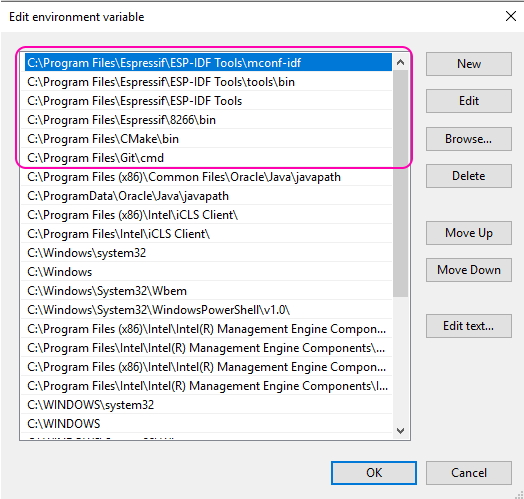 Edit environment variable
C:\Program Files\Espressif\ESP-IDF Tools\mconf-idf
New
C:\Program Files\Espressif\ESP-IDF Tools\tools\bin
C:\Program Files\Espressif\ESP-IDF Tools
Edit
C:\Program Files\Espressif\8266\bin
C:\Program Files\CMake\bin
Browse...
C:\Program Files\Git\cmd
C:\Program Files (x86)\Common Files\Oracle\Java\javapath
Delete
C:\ProgramData\Oracle\Java\javapath
C:\Program Files (x86)\Intel\iCLS Client\
C:\Program Files\Intel\iCLS Client\
Move Up
C:\Windows\system32
C:\Windows
Move Down
C:\Windows\System32\Wbem
C:\Windows\System32\WindowsPowerShell\v1.0\
C:\Program Files (x86)\Intel\Intel(R) Management Engine Compon...
Edit text...
C:\Program Files\Intel\Intel(R) Management Engine Components\...
C:\Program Files (x86)\Intel\Intel(R) Management Engine Compon...
C:\Program Files\Intel\Intel(R) Management Engine Components\I...
C:\WINDOWS\system32
C:\WINDOWS
OK
Cancel